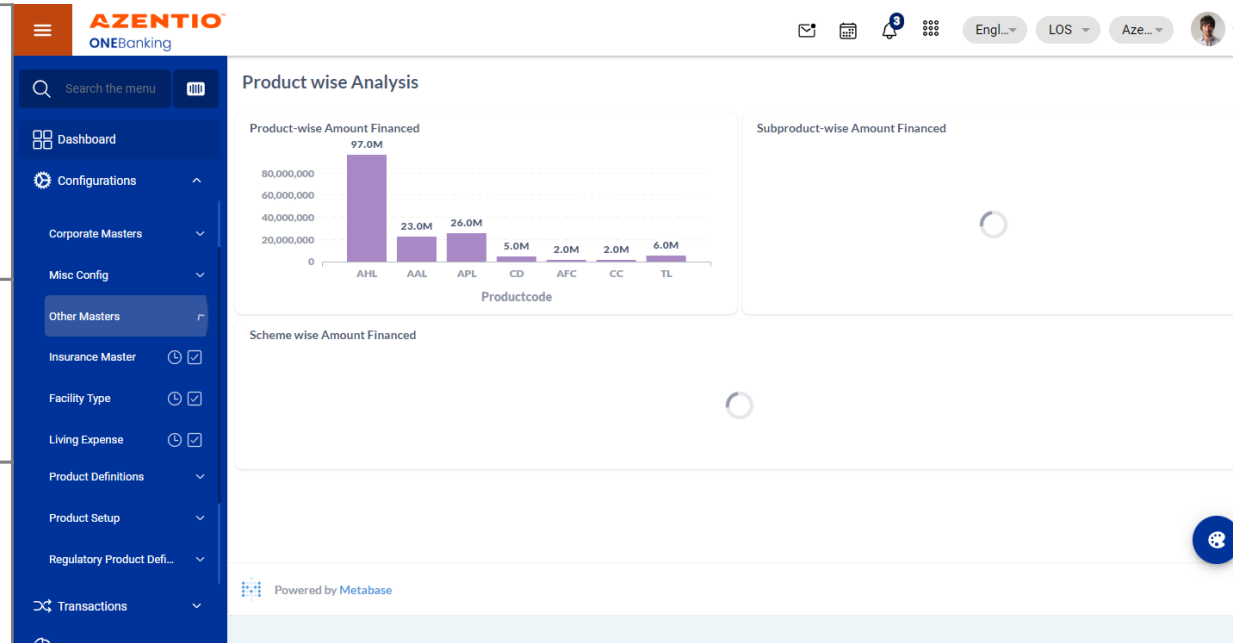 AZENTIO
ONEBanking
3
Engl...
LOS
Aze...
Search the menu
Dashboard
Configurations
Corporate Masters
Misc Config
Other Masters
Insurance Master
Facility Type
Living Expense
Product Definitions
Product Setup
Regulatory Product Defi...
Transactions
Product wise Analysis
Product-wise Amount Financed
97.0M
80,000,000
60,000,000
40,000,000
23.0M
26.0M
20,000,000
5.0M
2.0M
2.0M
6.0M
0
AHL AAL APL CD AFC CC TL
Productcode
Subproduct-wise Amount Financed
Scheme wise Amount Financed
Powered by Metabase